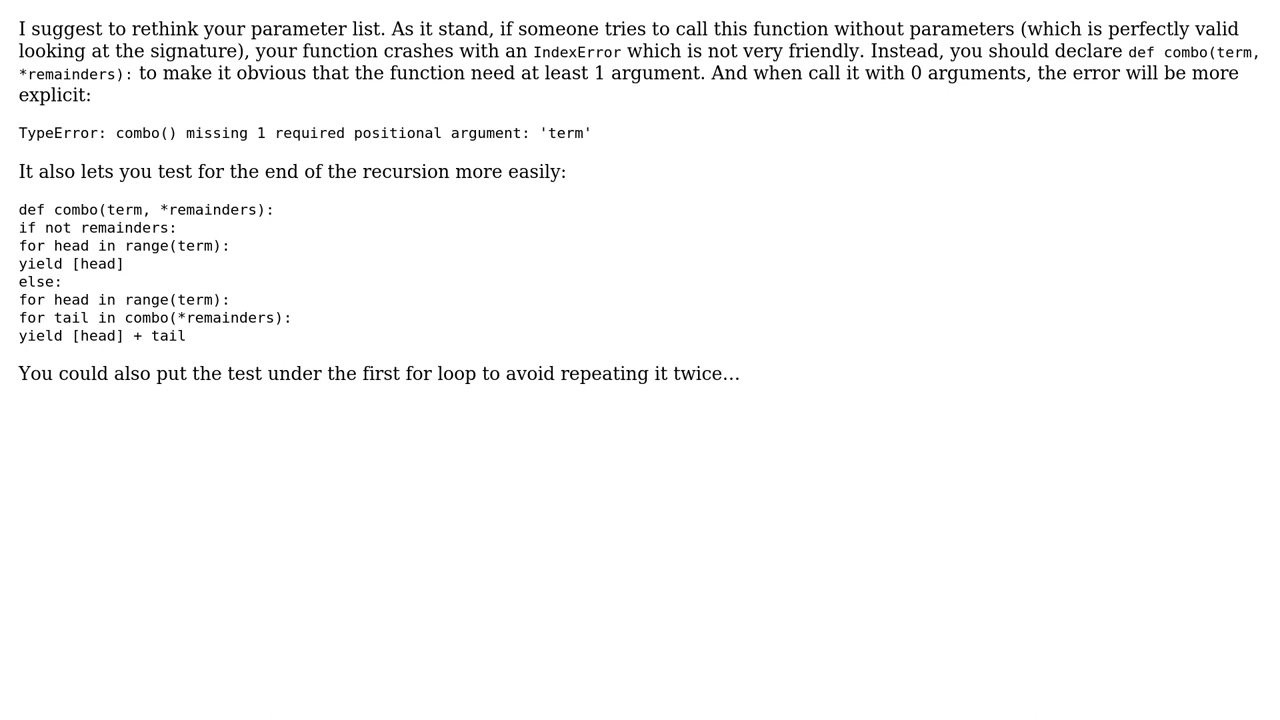 I suggest to rethink your parameter list. As it stand, if someone tries to call this function without parameters (which is perfectly valid
looking at the signature), your function crashes with an IndexError which is not very friendly. Instead, you should declare def combo(term,
*remainders): to make it obvious that the function need at least 1 argument. And when call it with 0 arguments, the error will be more
explicit:
TypeError: combo() missing 1 required positional argument: 'term'
It also lets you test for the end of the recursion more easily:
def combo(term, *remainders):
if not remainders:
for head in range(term):
yield [head]
else:
for head in range(term):
for tail in combo(*remainders):
yield [head] + tail
You could also put the test under the first for loop to avoid repeating it twice…